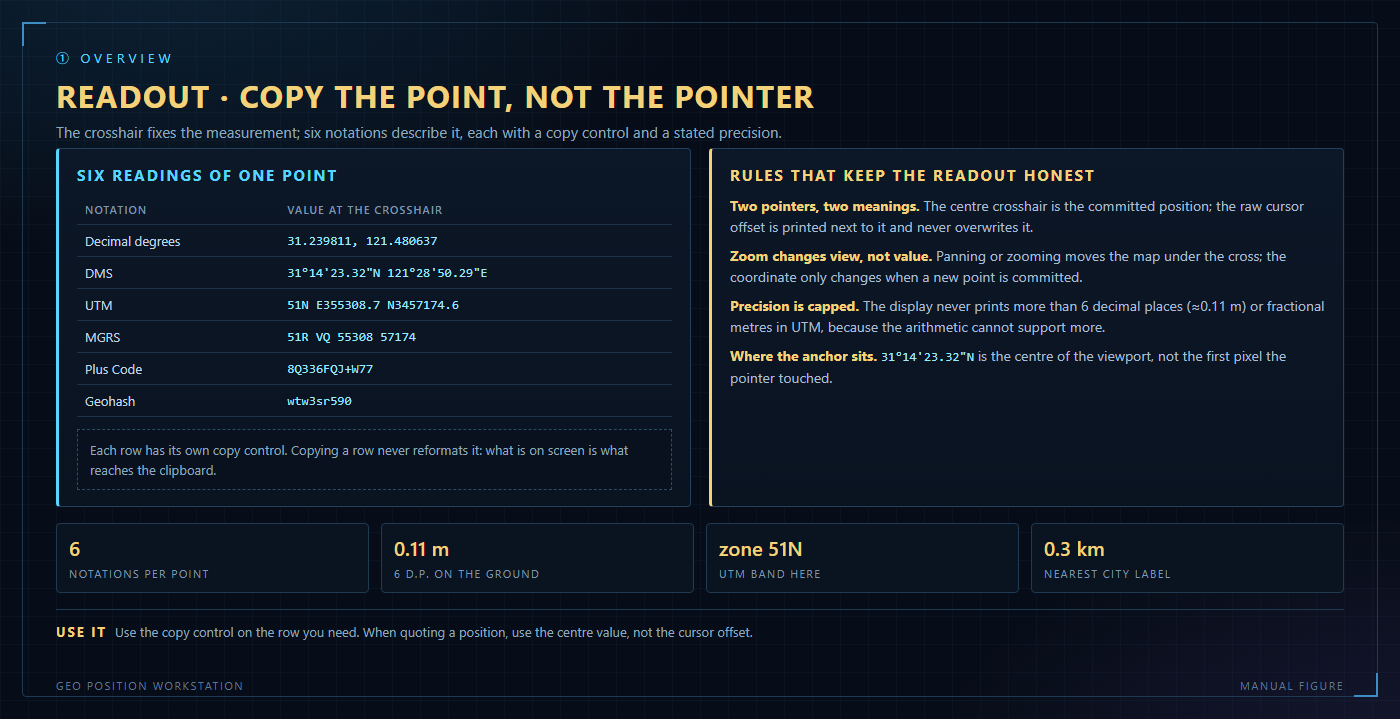 ① OVERVIEW
READOUT · COPY THE POINT, NOT THE POINTER
The crosshair fixes the measurement; six notations describe it, each with a copy control and a stated precision.
SIX READINGS OF ONE POINT
NOTATION VALUE AT THE CROSSHAIR
Decimal degrees 31.239811, 121.480637
DMS 31°14'23.32"N 121°28'50.29"E
UTM 51N E355308.7 N3457174.6
MGRS 51R VQ 55308 57174
Plus Code 8Q336FQJ+W77
Geohash wtw3sr590
Each row has its own copy control. Copying a row never reformats it: what is on screen is what
reaches the clipboard.
RULES THAT KEEP THE READOUT HONEST
Two pointers, two meanings. The centre crosshair is the committed position; the raw cursor
offset is printed next to it and never overwrites it.
Zoom changes view, not value. Panning or zooming moves the map under the cross; the
coordinate only changes when a new point is committed.
Precision is capped. The display never prints more than 6 decimal places (≈0.11 m) or fractional
metres in UTM, because the arithmetic cannot support more.
Where the anchor sits. 31°14'23.32"N is the centre of the viewport, not the first pixel the
pointer touched.
6
NOTATIONS PER POINT
0.11 m
6 D.P. ON THE GROUND
zone 51N
UTM BAND HERE
0.3 km
NEAREST CITY LABEL
USE IT Use the copy control on the row you need. When quoting a position, use the centre value, not the cursor offset.
GEO POSITION WORKSTATION
MANUAL FIGURE